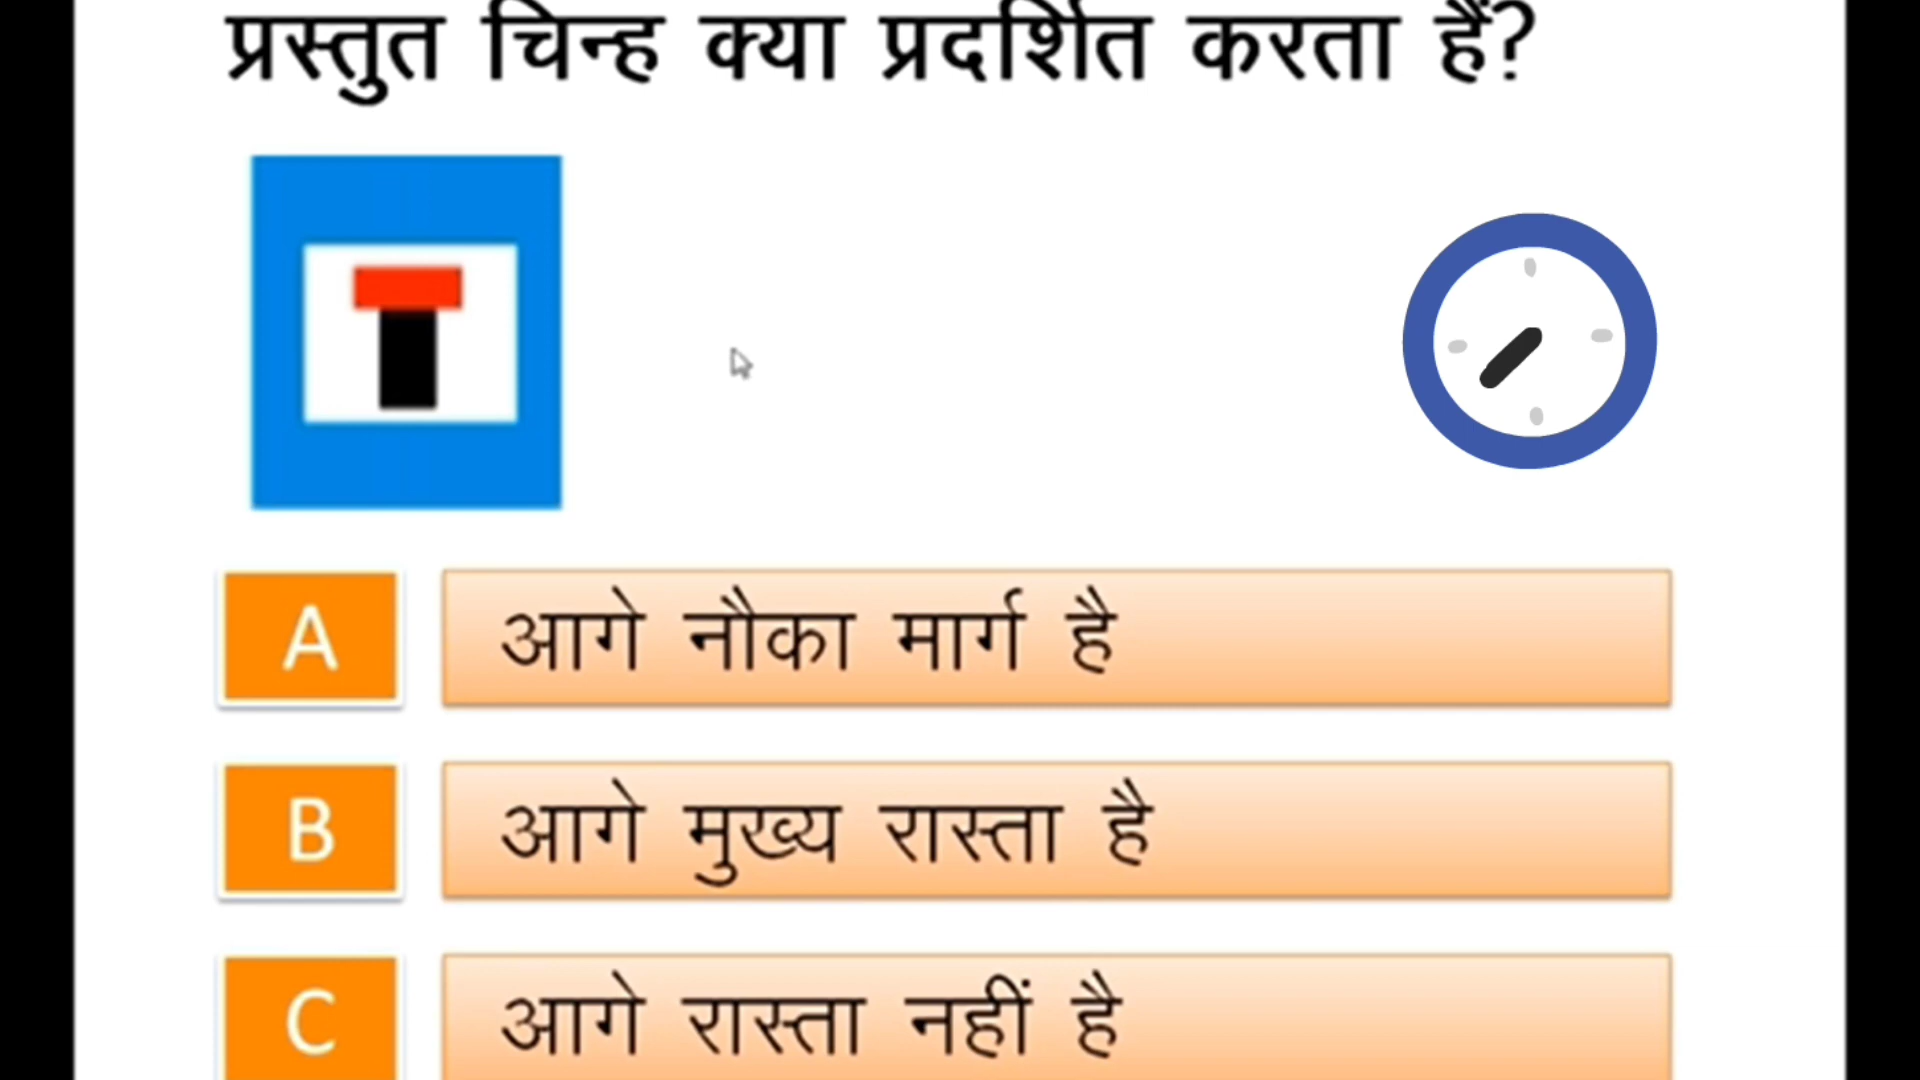 प्रस्तुत चिन्ह क्या प्रदर्शित करता हैं?
A आगे नौका मार्ग है
B आगे मुख्य रास्ता है
C आगे रास्ता नहीं है